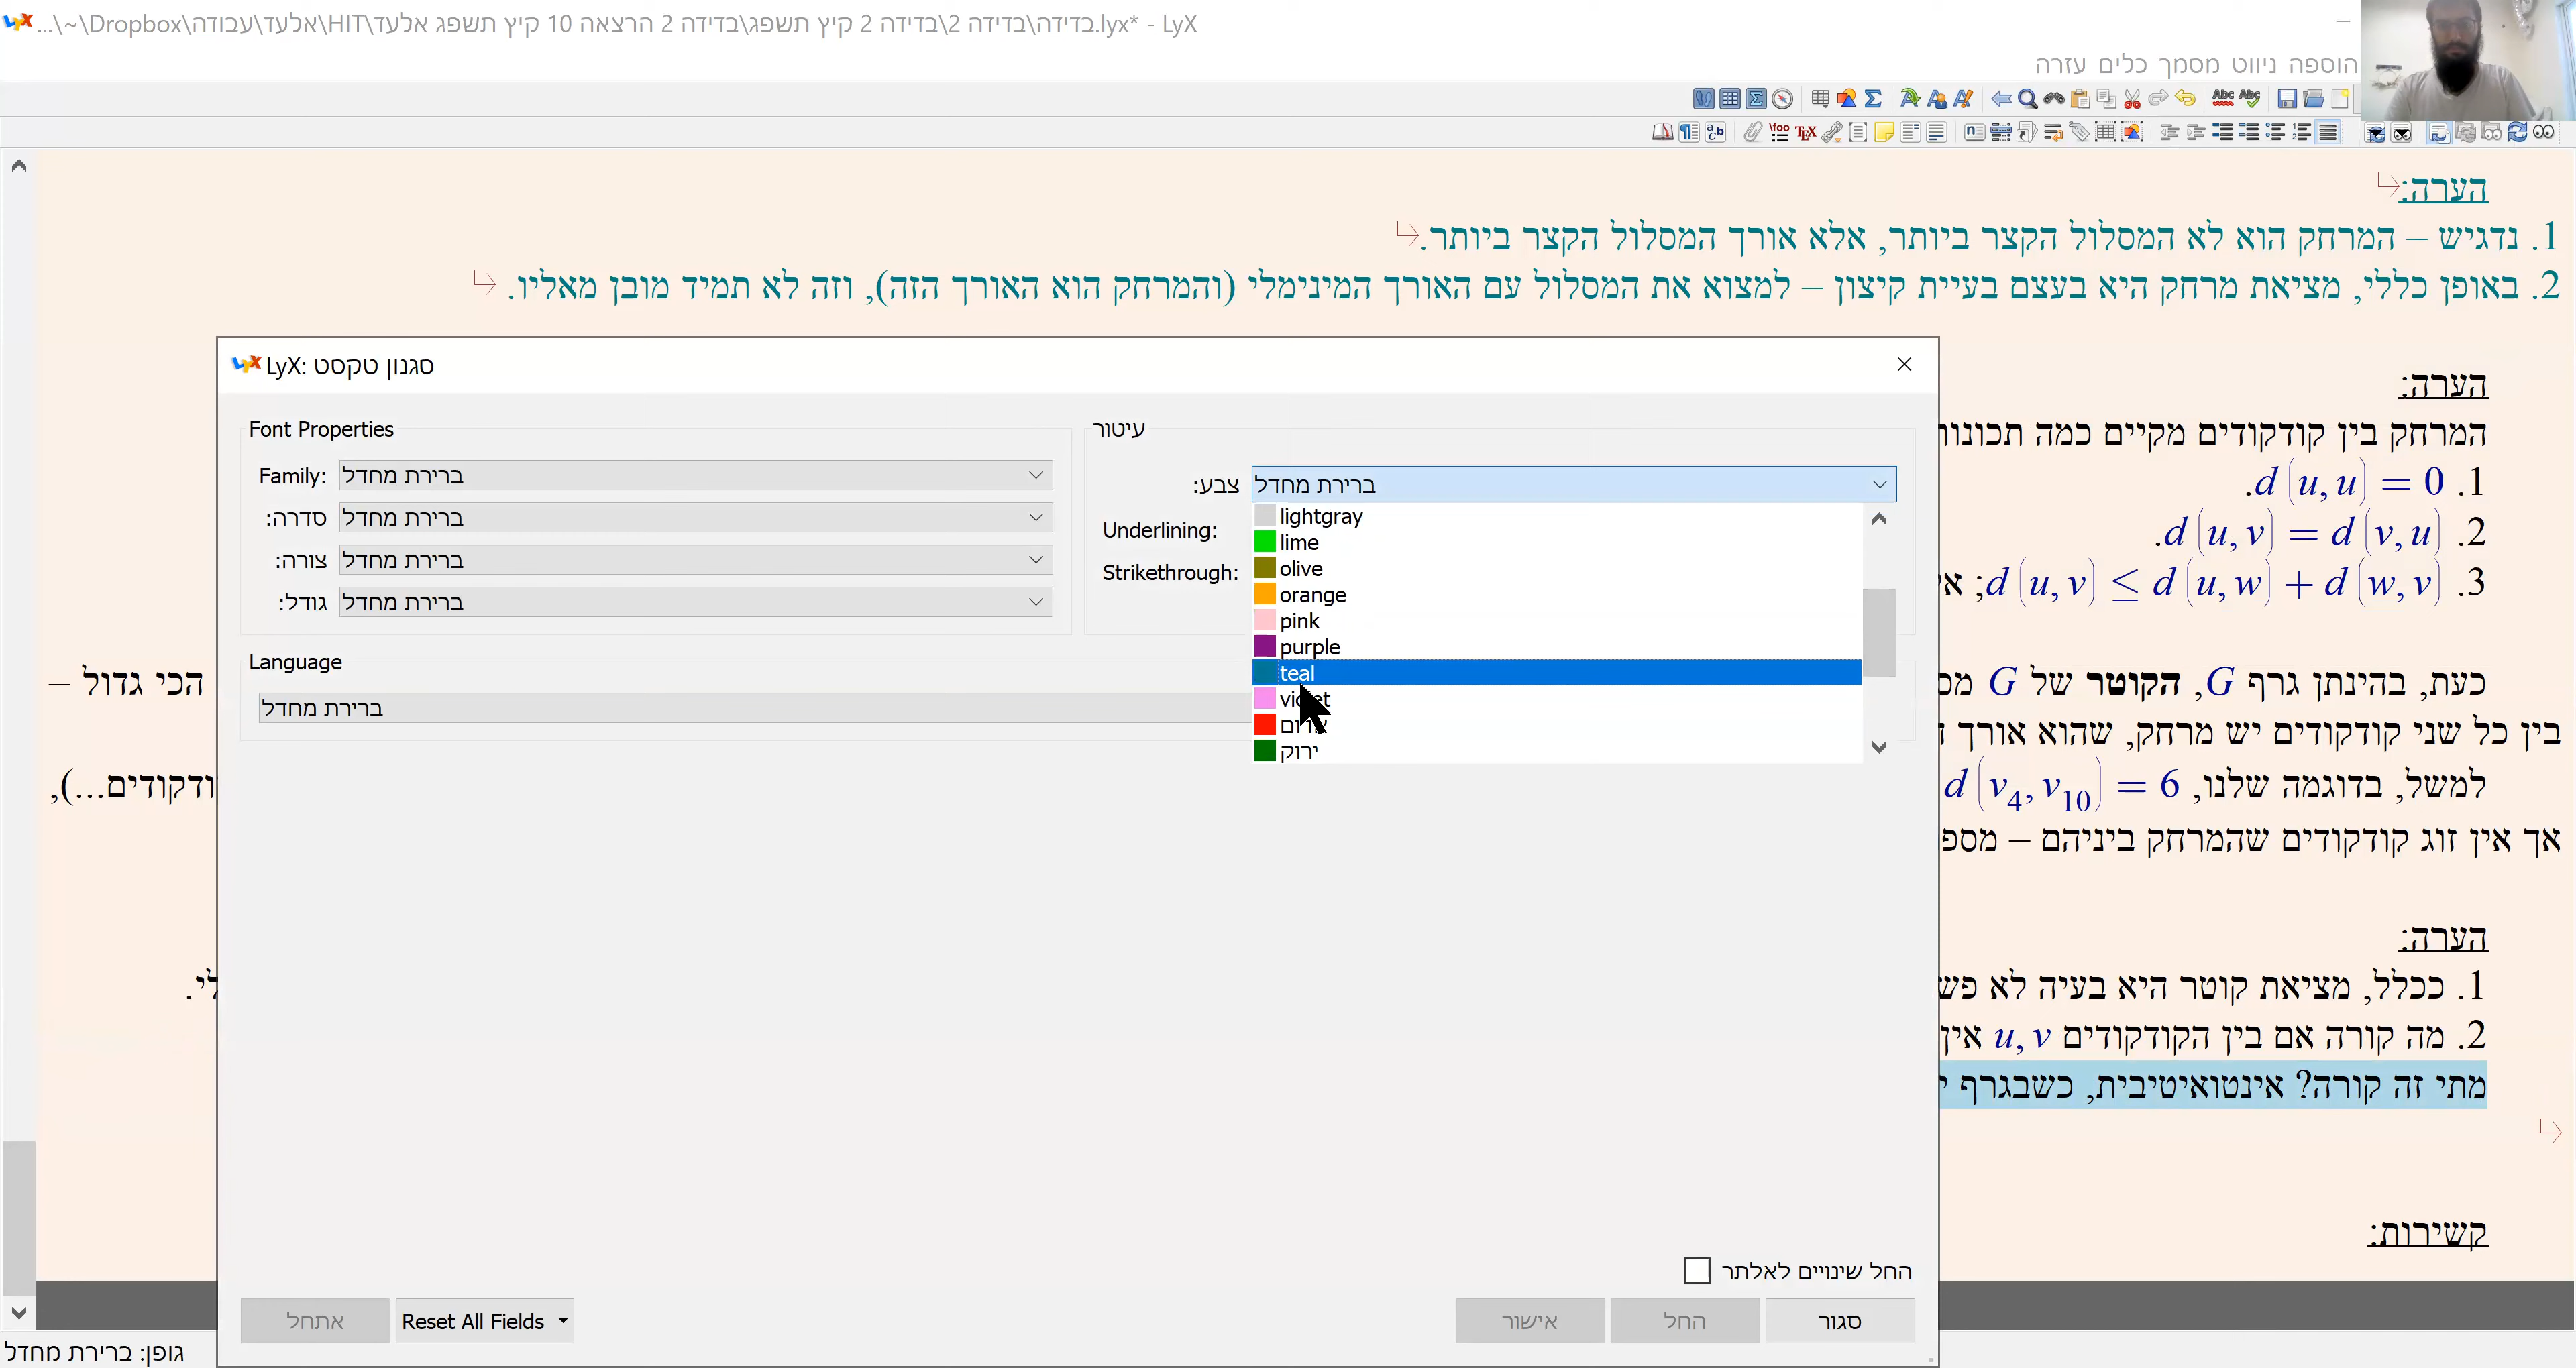 ...\~\Dropbox\אלעד\עבודה\HIT\בדידה\בדידה 2\בדידה 2 קיץ תשפג\בדידה 2 הרצאה 10 קיץ תשפג אלעד.lyx* - LyX
הוספה ניווט מסמך כלים עזרה
הערה:
1. נדגיש – המרחק הוא לא המסלול הקצר ביותר, אלא אורך המסלול הקצר ביותר.
2. באופן כללי, מציאת מרחק היא בעצם בעיית קיצון – למצוא את המסלול עם האורך המינימלי (והמרחק הוא האורך הזה), וזה לא תמיד מובן מאליו.
הערה:
המרחק בין קודקודים מקיים כמה תכונות
1. d(u,u) = 0.
2. d(u,v) = d(v,u).
3. d(u,v) ≤ d(u,w) + d(w,v);
כעת, בהינתן גרף G, הקוטר של G
הכי גדול –
בין כל שני קודקודים יש מרחק, שהוא אורך
למשל, בדוגמה שלנו, d(v₄,v₁₀) = 6
...),
אך אין זוג קודקודים שהמרחק ביניהם –
הערה:
1. ככלל, מציאת קוטר היא בעיה לא
2. מה קורה אם בין הקודקודים u,v אין
מתי זה קורה? אינטואיטיבית, כשבגרף
קשירות:
LyX: סגנון טקסט
Font Properties
Family: ברירת מחדל
סדרה: ברירת מחדל
צורה: ברירת מחדל
גודל: ברירת מחדל
עיטור
צבע: ברירת מחדל
Underlining:
Strikethrough:
lightgray
lime
olive
orange
pink
purple
teal
violet
אדום
ירוק
Language
ברירת מחדל
החל שינויים לאלתר
אתחל
Reset All Fields
אישור
החל
סגור
גופן: ברירת מחדל